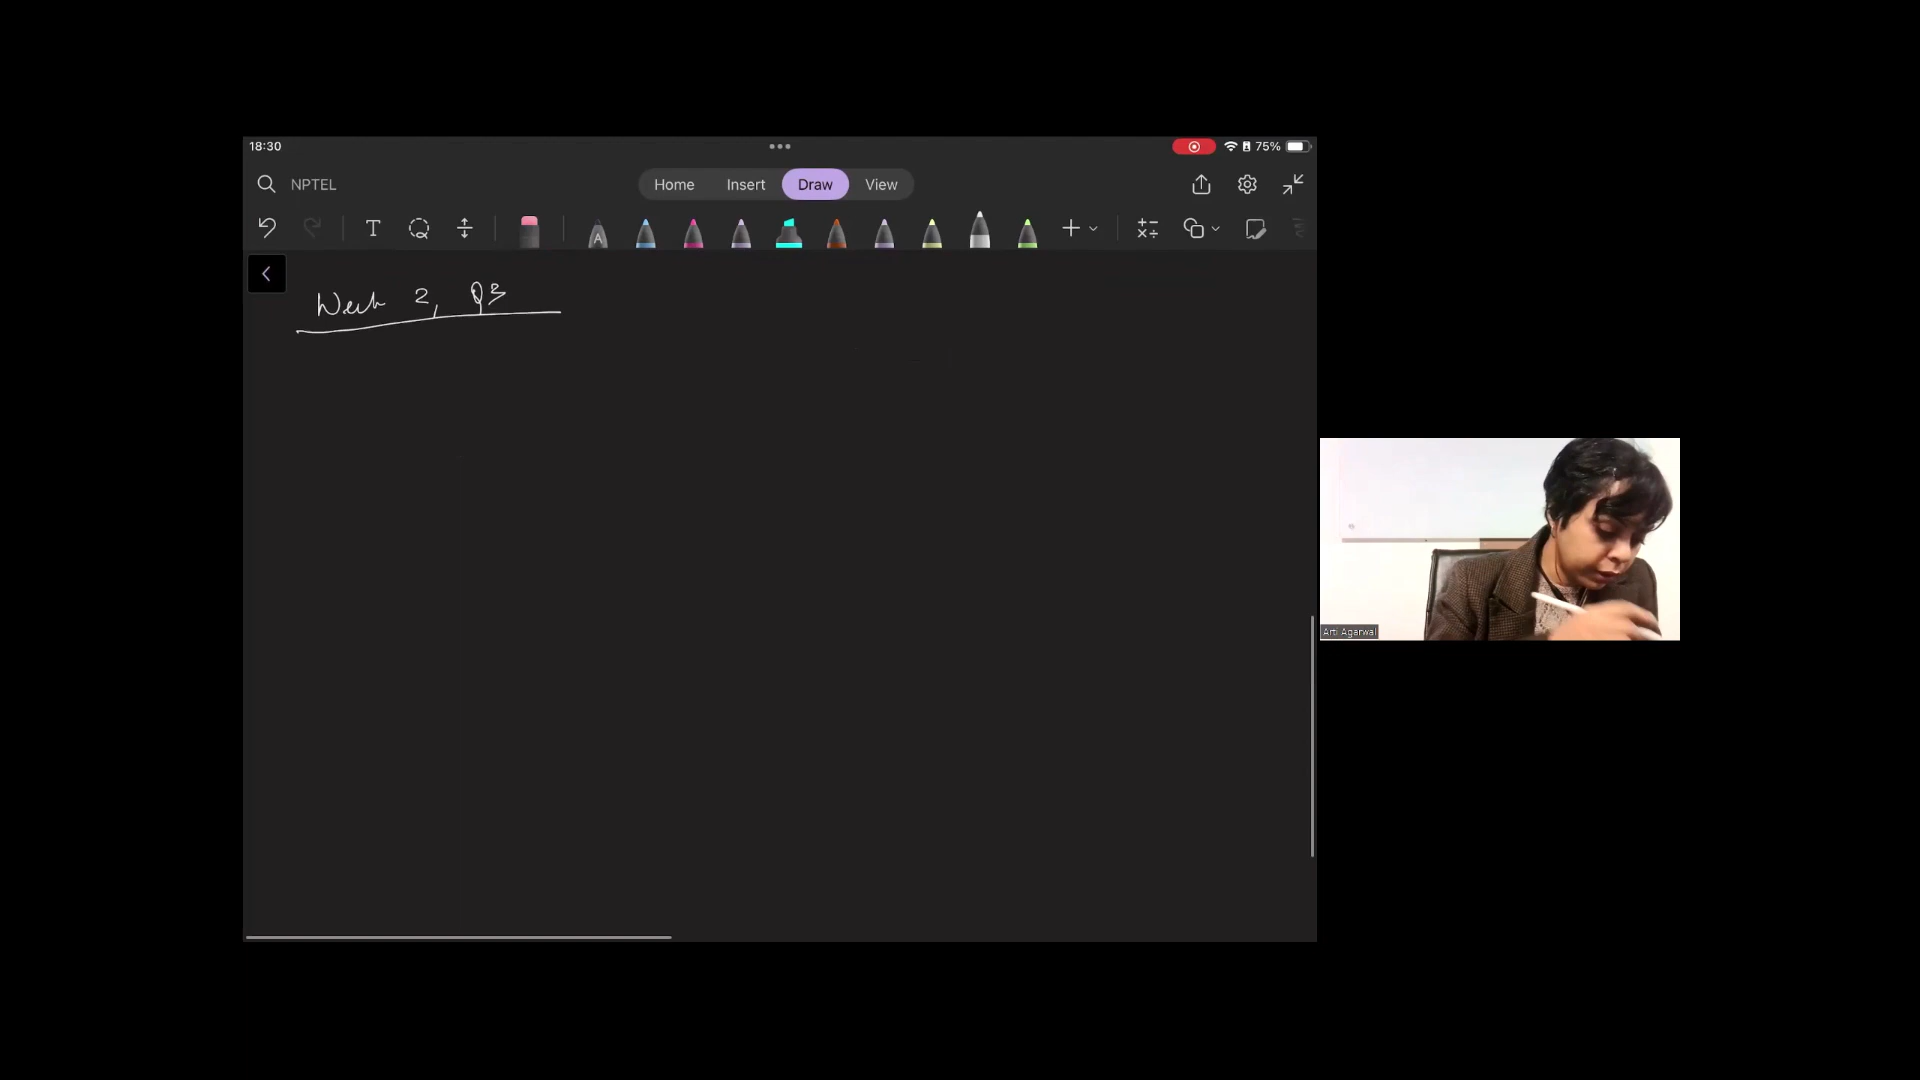 18:30 75%
NPTEL Home Insert Draw View
T A
Week 2, Q3
Arti Agarwal